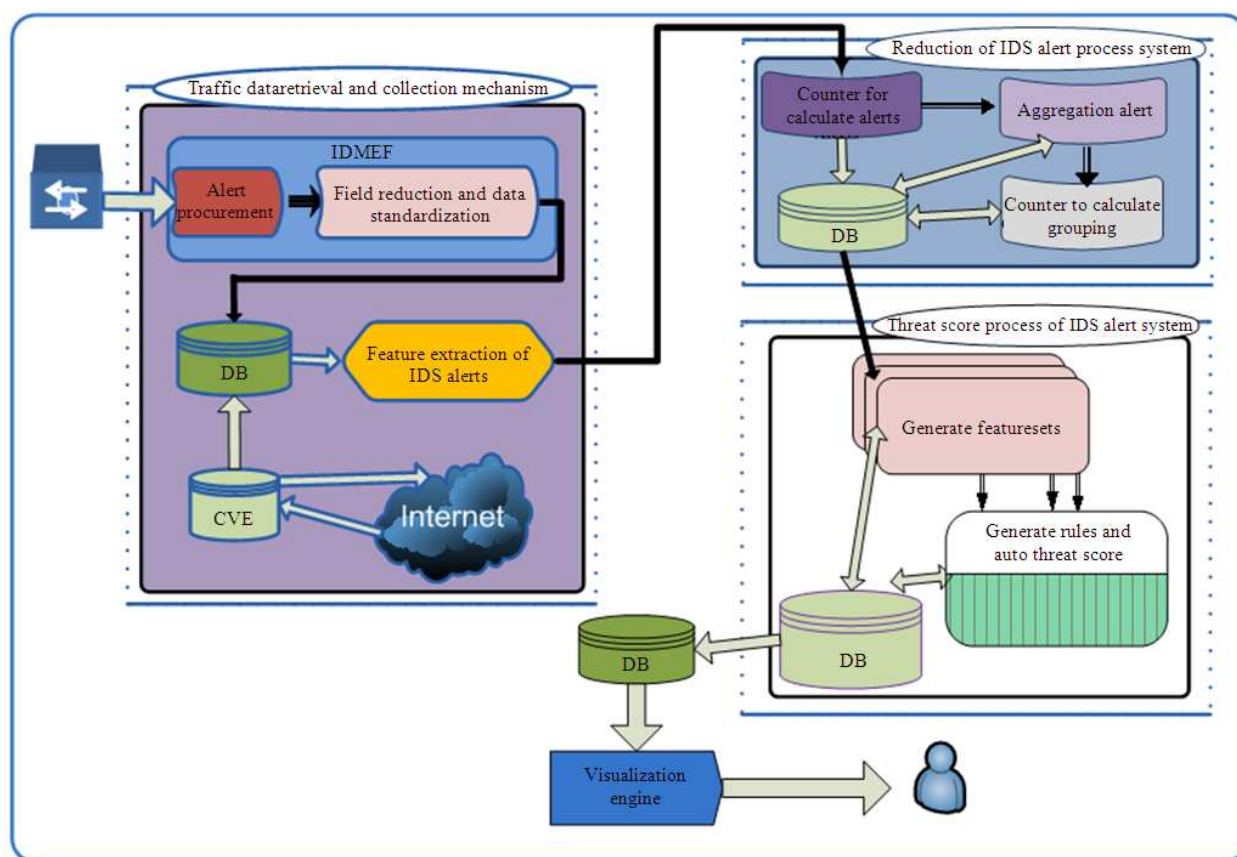 Traffic dataretrieval and collection mechanism
IDMEF
Alert
procurement
Field reduction and data
standardization
DB
Feature extraction of
IDS alerts
CVE
Internet
Reduction of IDS alert process system
Counter for
calculate alerts
Aggregation alert
DB
Counter to calculate
grouping
Threat score process of IDS alert system
Generate featuresets
Generate rules and
auto threat score
DB
DB
Visualization
engine